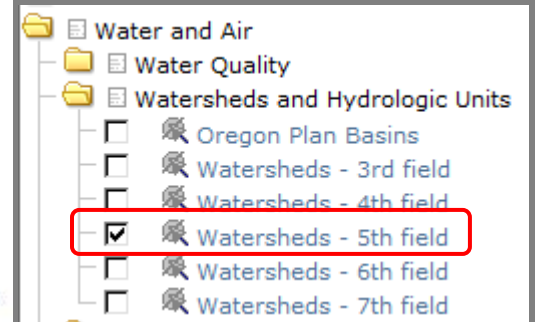 Water and Air
Water Quality
Watersheds and Hydrologic Units
Oregon Plan Basins
Watersheds - 3rd field
Watersheds - 4th field
Watersheds - 5th field
Watersheds - 6th field
Watersheds - 7th field